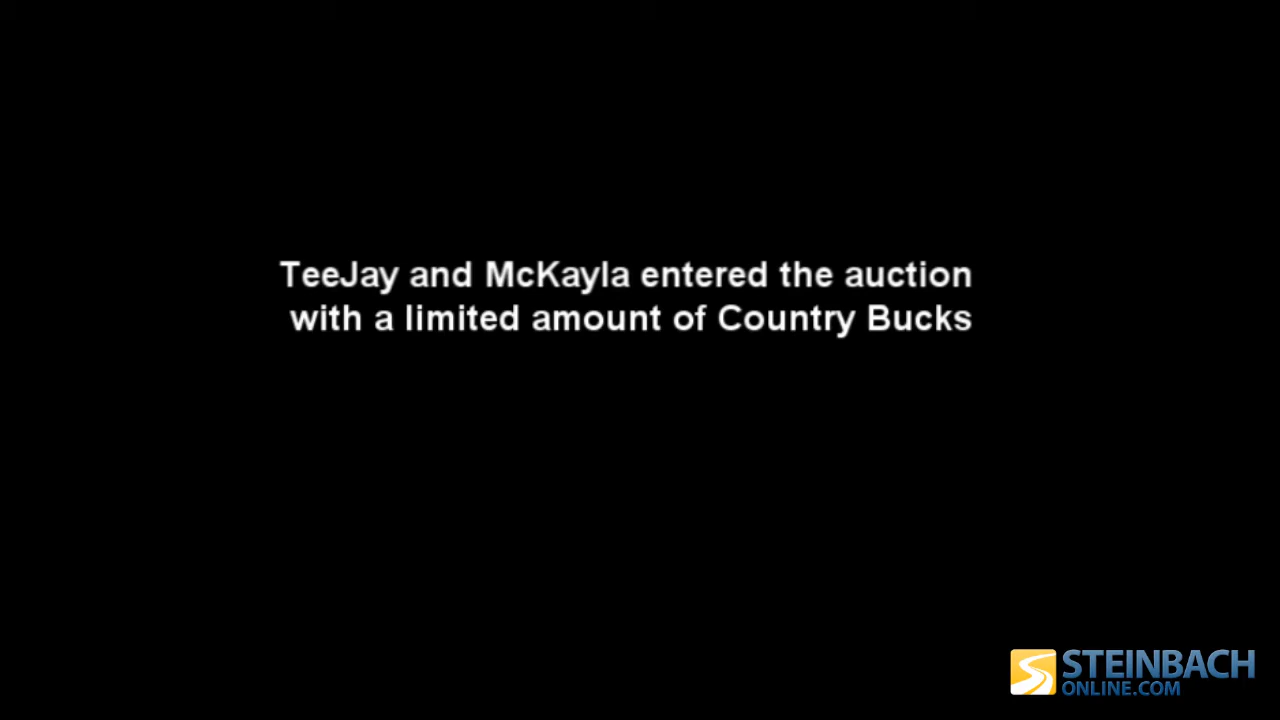 TeeJay and McKayla entered the auction
with a limited amount of Country Bucks
STEINBACH
ONLINE.COM